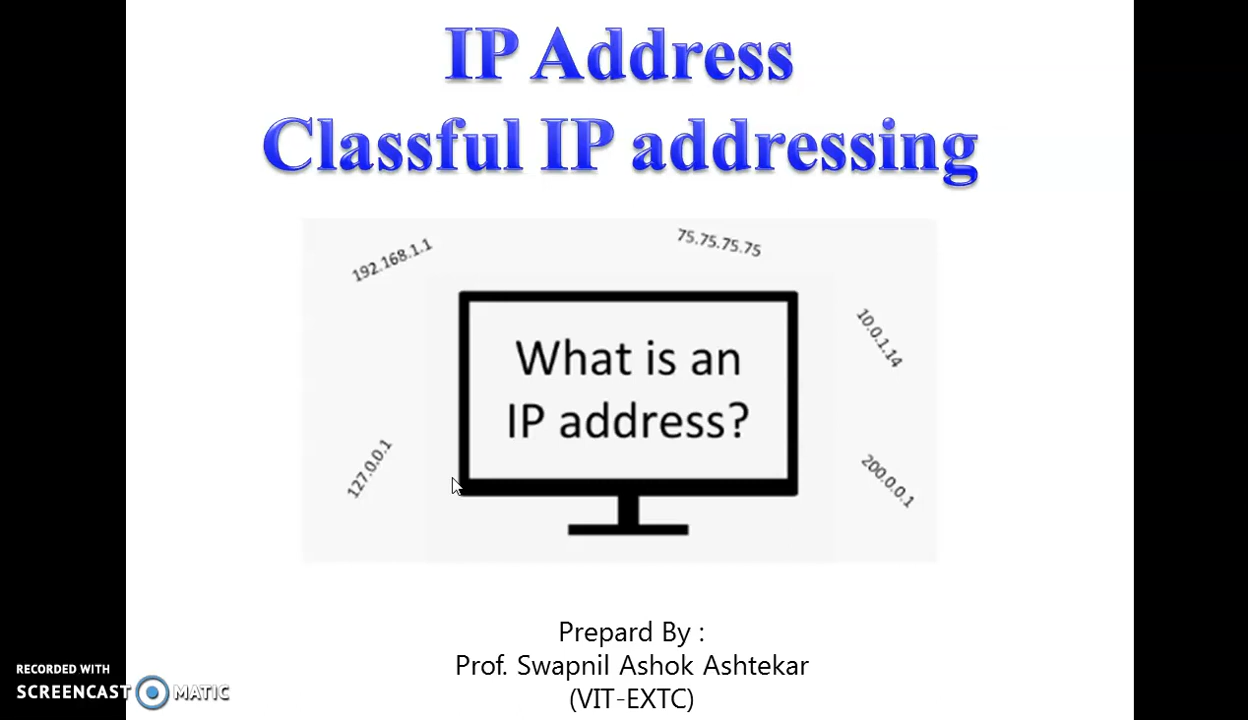 IP Address
Classful IP addressing
192.168.1.1
75.75.75.75
10.0.1.14
What is an
IP address?
127.0.0.1
200.0.0.1
Prepard By :
Prof. Swapnil Ashok Ashtekar
(VIT-EXTC)
RECORDED WITH
SCREENCAST MATIC